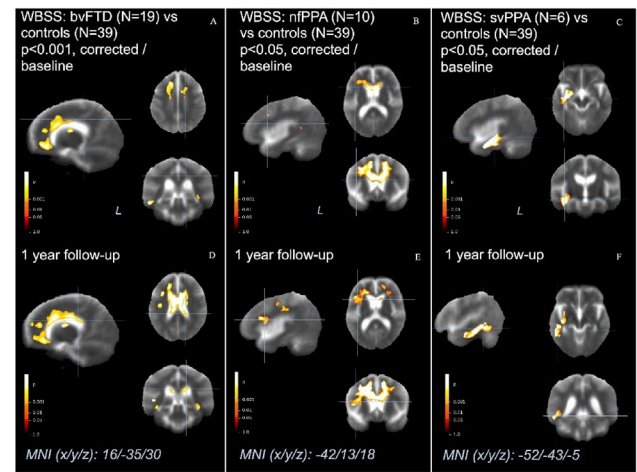 WBSS: bvFTD (N=19) vs
controls (N=39)
p<0.001, corrected /
baseline
A
L
WBSS: nfPPA (N=10)
vs controls (N=39)
p<0.05, corrected /
baseline
B
L
WBSS: svPPA (N=6) vs
controls (N=39)
p<0.05, corrected /
baseline
C
1 year follow-up
D
MNI (x/y/z): 16/-35/30
1 year follow-up
E
MNI (x/y/z): -42/13/18
1 year follow-up
F
MNI (x/y/z): -52/-43/-5